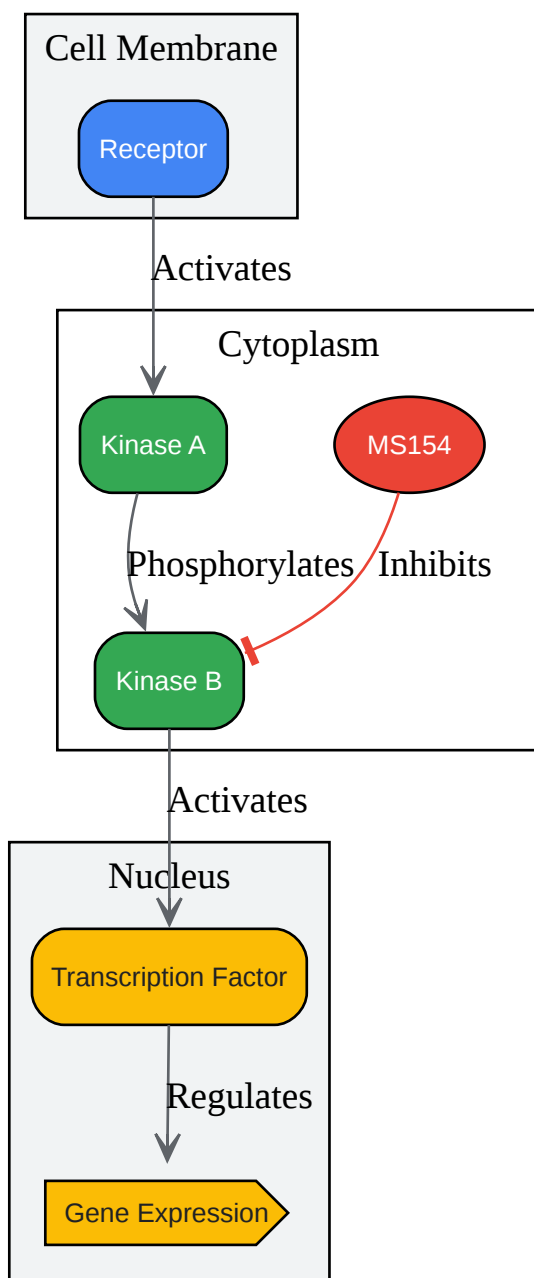 Cell Membrane
Receptor
Activates
Cytoplasm
Kinase A
MS154
Phosphorylates
Inhibits
Kinase B
Activates
Nucleus
Transcription Factor
Regulates
Gene Expression